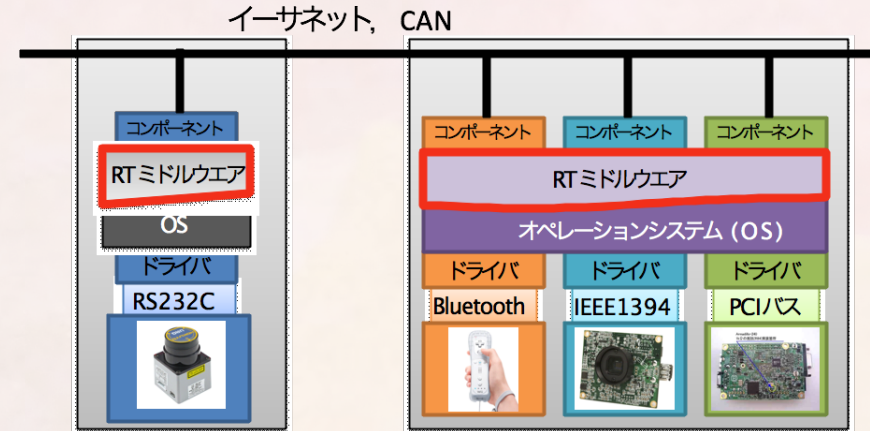 イーサネット, CAN
コンポーネント
RTミドルウエア
OS
ドライバ
RS232C
コンポーネント コンポーネント コンポーネント
RTミドルウエア
オペレーションシステム (OS)
ドライバ ドライバ ドライバ
Bluetooth IEEE1394 PCIバス